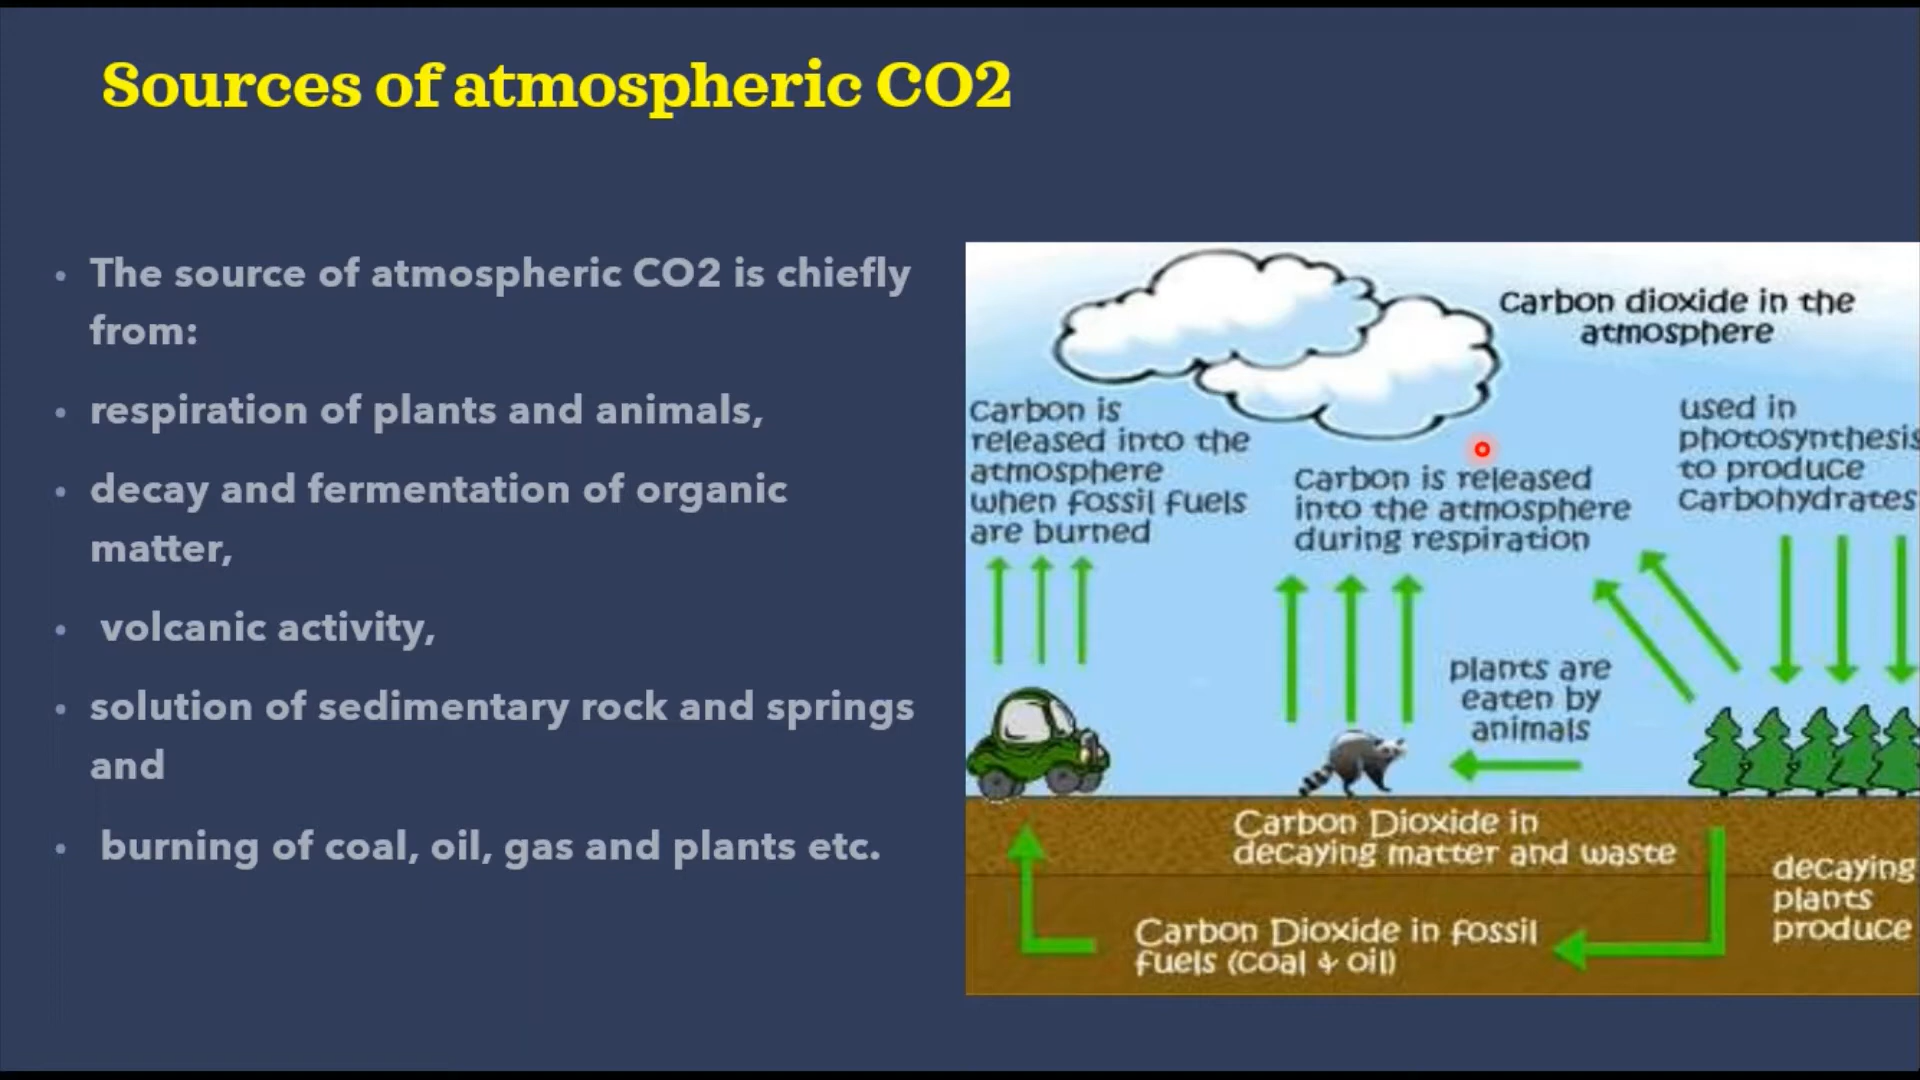 Sources of atmospheric CO2
• The source of atmospheric CO2 is chiefly
from:
• respiration of plants and animals,
• decay and fermentation of organic
matter,
• volcanic activity,
• solution of sedimentary rock and springs
and
• burning of coal, oil, gas and plants etc.
Carbon dioxide in the
atmosphere
Carbon is
released into the
atmosphere
when fossil fuels
are burned
Carbon is released
into the atmosphere
during respiration
used in
photosynthesis
to produce
Carbohydrates
plants are
eaten by
animals
Carbon Dioxide in
decaying matter and waste
decaying
plants
produce
Carbon Dioxide in fossil
fuels (coal & oil)